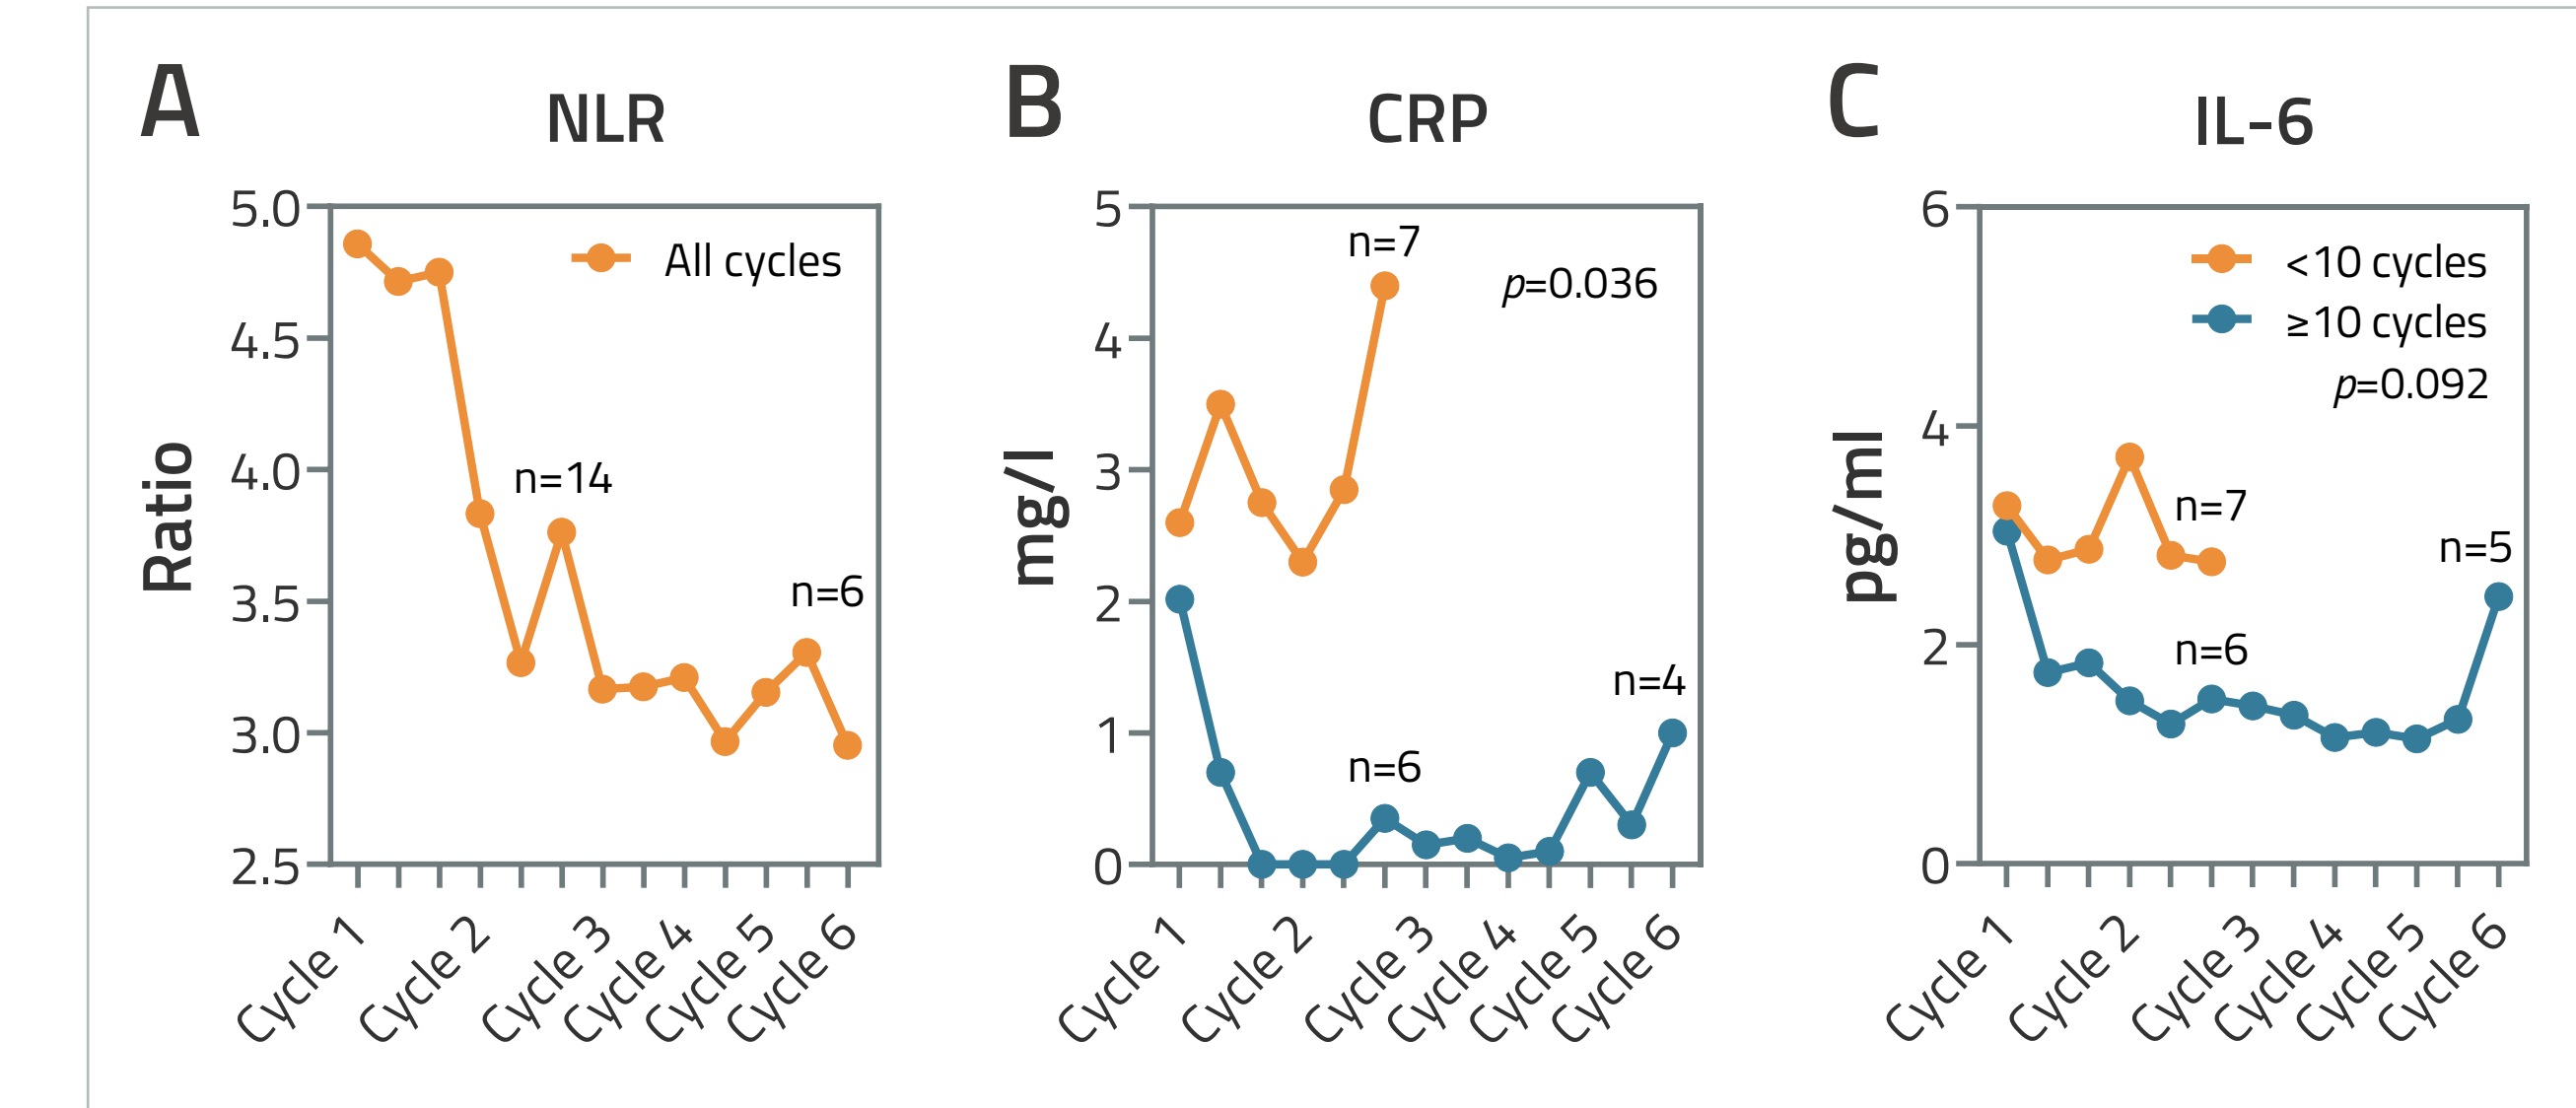 A
NLR
5.0
4.5
4.0
3.5
3.0
2.5
Ratio
All cycles
n=14
n=6
Cycle 1
Cycle 2
Cycle 3
Cycle 4
Cycle 5
Cycle 6
B
CRP
5
4
3
2
1
0
mg/l
n=7
p=0.036
n=4
n=6
Cycle 1
Cycle 2
Cycle 3
Cycle 4
Cycle 5
Cycle 6
C
IL-6
6
4
2
0
pg/ml
<10 cycles
≥10 cycles
p=0.092
n=7
n=5
n=6
Cycle 1
Cycle 2
Cycle 3
Cycle 4
Cycle 5
Cycle 6